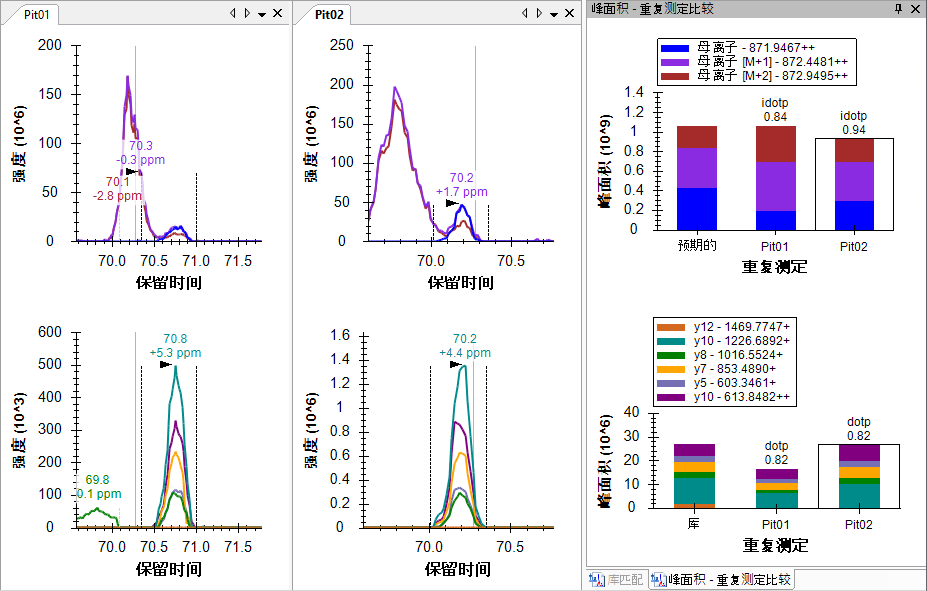 Pit01
200
150
100
50
0
强度 (10^6)
70.3
-0.3 ppm
70.1
-2.8 ppm
70.0
70.5
71.0
71.5
保留时间
600
500
400
300
200
100
0
强度 (10^3)
70.8
+5.3 ppm
69.8
0.1 ppm
70.0
70.5
71.0
71.5
保留时间
Pit02
250
200
150
100
50
0
强度 (10^6)
70.2
+1.7 ppm
70.0
70.5
保留时间
1.6
1.4
1.2
1
0.8
0.6
0.4
0.2
0
强度 (10^6)
70.2
+4.4 ppm
70.0
70.5
保留时间
峰面积 - 重复测定比较
母离子 - 871.9467++
母离子 [M+1] - 872.4481++
母离子 [M+2] - 872.9495++
1.4
1.2
1
0.8
0.6
0.4
0.2
0
峰面积 (10^9)
idotp
0.84
idotp
0.94
预期的
Pit01
Pit02
重复测定
y12 - 1469.7747+
y10 - 1226.6892+
y8 - 1016.5524+
y7 - 853.4890+
y5 - 603.3461+
y10 - 613.8482++
40
30
20
10
0
峰面积 (10^6)
dotp
0.82
dotp
0.82
库
Pit01
Pit02
重复测定
库匹配
峰面积 - 重复测定比较